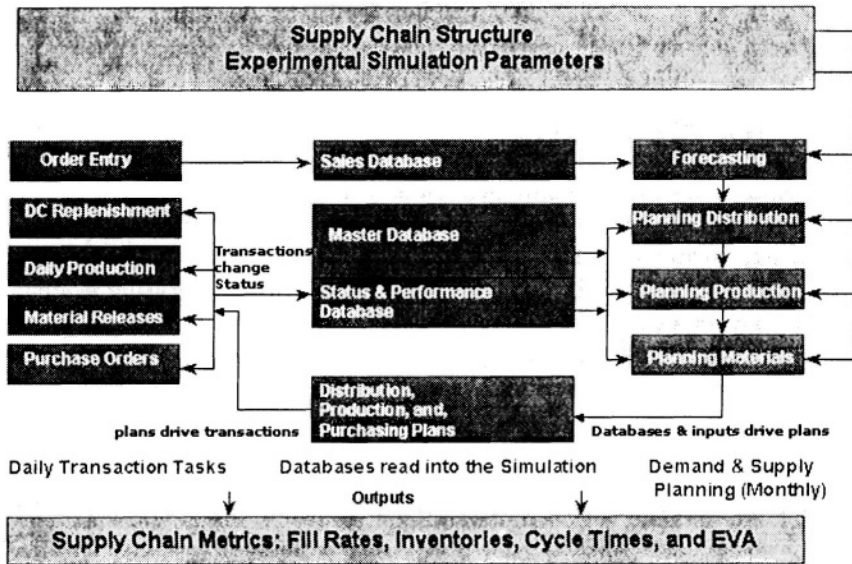 Supply Chain Structure
Experimental Simulation Parameters
Order Entry
Sales Database
Forecasting
DC Replenishment
Master Database
Planning Distribution
Transactions
change
Status
Daily Production
Status & Performance
Database
Planning Production
Material Releases
Purchase Orders
Planning Materials
Distribution,
Production, and,
Purchasing Plans
plans drive transactions
Databases & inputs drive plans
Daily Transaction Tasks
Databases read into the Simulation
Demand & Supply
Planning (Monthly)
Outputs
Supply Chain Metrics: Fill Rates, Inventories, Cycle Times, and EVA